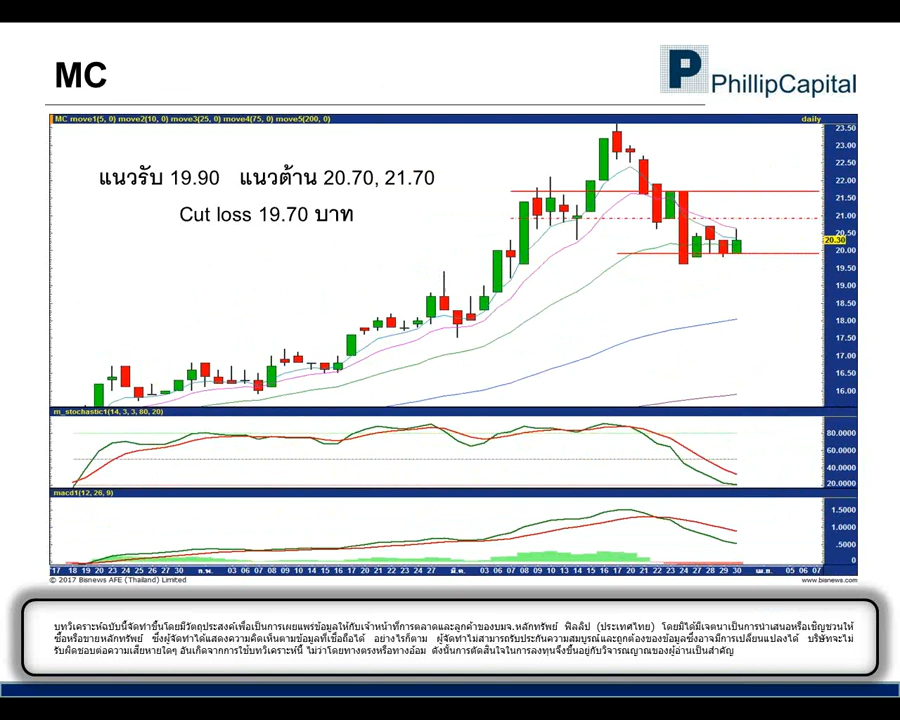 MC
P PhillipCapital
MC move1(5, 0) move2(10, 0) move3(25, 0) move4(75, 0) move5(200, 0) daily
แนวรับ 19.90 แนวต้าน 20.70, 21.70
Cut loss 19.70 บาท
23.50
23.00
22.50
22.00
21.50
21.00
20.50
20.30
20.00
19.50
19.00
18.50
18.00
17.50
17.00
16.50
16.00
m_stochastic1(14, 3, 3, 80, 20)
80.0000
60.0000
40.0000
20.0000
macd1(12, 26, 9)
1.5000
1.0000
.5000
0
17 18 19 20 23 24 25 26 27 30 31 ก.พ. 03 06 07 08 09 10 14 15 16 17 20 21 22 23 24 27 มี.ค. 03 06 07 08 09 10 13 14 15 16 17 20 21 22 23 24 27 28 29 30 เม.ย. 05 06 07
© 2017 Bisnews AFE (Thailand) Limited www.bisnews.com
บทวิเคราะห์ฉบับนี้จัดทำขึ้นโดยมีวัตถุประสงค์เพื่อเป็นการเผยแพร่ข้อมูลให้กับเจ้าหน้าที่การตลาดและลูกค้าของบมจ.หลักทรัพย์ ฟิลลิป (ประเทศไทย) โดยมิได้มีเจตนาเป็นการนำเสนอหรือเชิญชวนให้
ซื้อหรือขายหลักทรัพย์ ซึ่งผู้จัดทำได้แสดงความคิดเห็นตามข้อมูลที่เชื่อถือได้ อย่างไรก็ตาม ผู้จัดทำไม่สามารถรับประกันความสมบูรณ์และถูกต้องของข้อมูลซึ่งอาจมีการเปลี่ยนแปลงได้ บริษัทจะไม่
รับผิดชอบต่อความเสียหายใดๆ อันเกิดจากการใช้บทวิเคราะห์นี้ ไม่ว่าโดยทางตรงหรือทางอ้อม ดังนั้นการตัดสินใจในการลงทุนจึงขึ้นอยู่กับวิจารณญาณของผู้อ่านเป็นสำคัญ